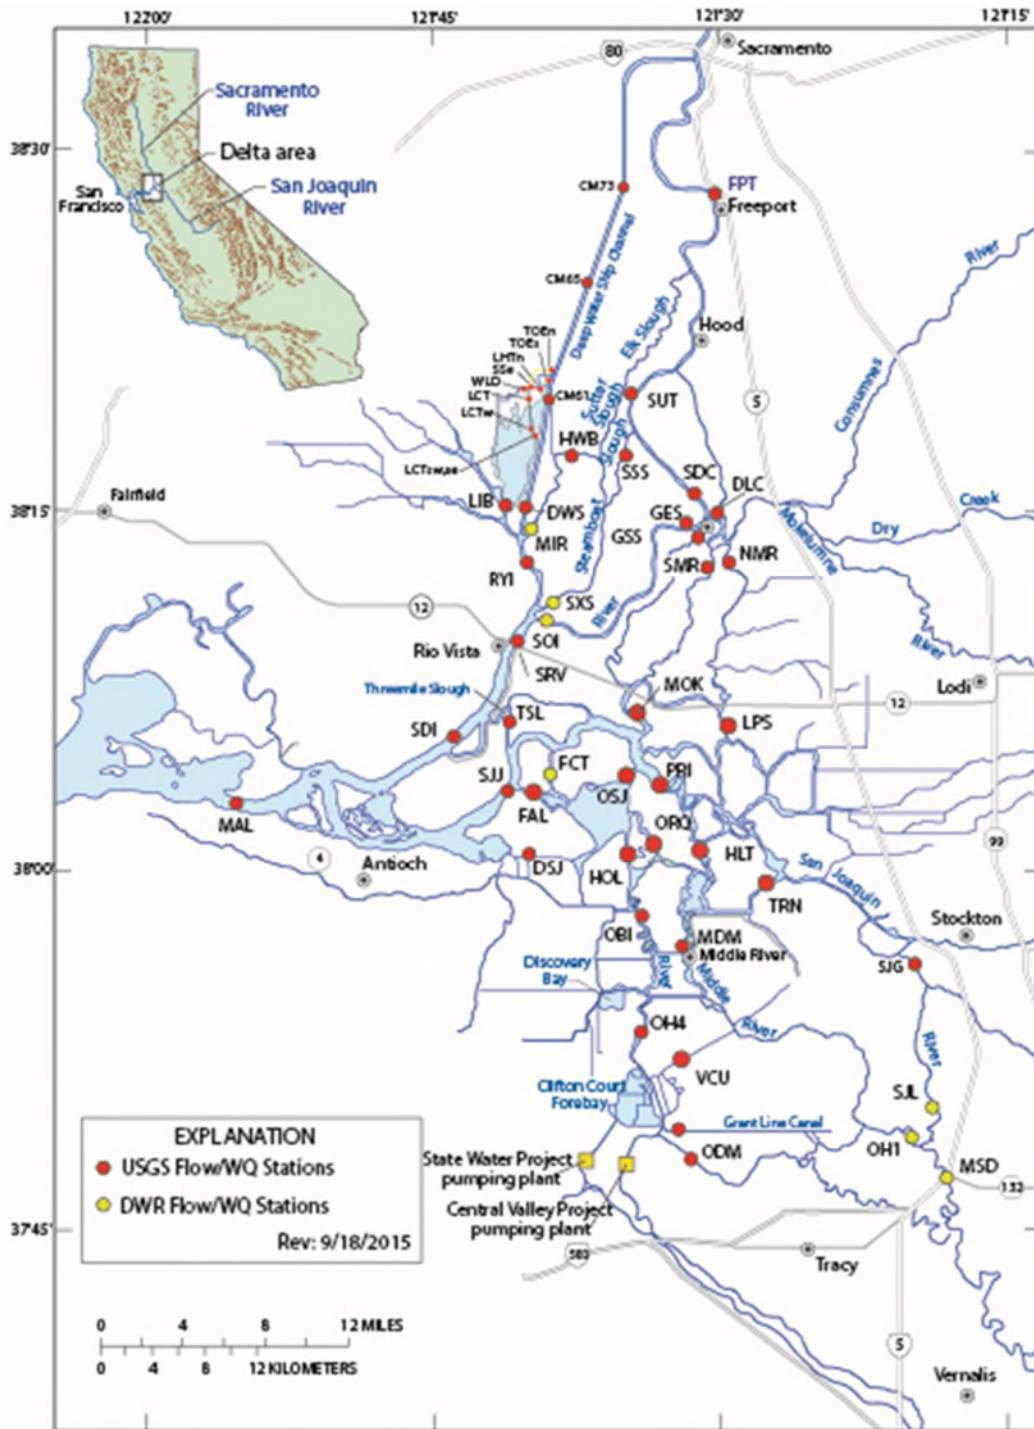 122°00'
121°45'
121°30'
121°15'
Sacramento
80
38°30'
Sacramento
River
Delta area
San Joaquin
River
San
Francisco
CM73
FPT
Freeport
River
Deep Water Ship Channel
CM65
Elk Slough
Hood
TOEn
TOEs
LHTn
SSe
WLD
LCT
CM61
LCTw
Sutter
Slough
SUT
5
Consumnes
HWB
Slough
SSS
SDC
DLC
Fairfield
38°15'
LIB
DWS
GES
Creek
Dry
MIR
Steamboat
GSS
Mokelumne
RYI
SMR
NMR
12
SXS
River
SOI
River
Rio Vista
SRV
Threemile Slough
MOK
Lodi
12
TSL
SDI
LPS
FCT
SJJ
PRI
OSJ
FAL
MAL
ORQ
99
4
Antioch
38°00'
DSJ
HOL
HLT
San Joaquin
TRN
Stockton
OBI
MDM
Middle River
SJG
Discovery
Bay
River
Middle
River
OH4
River
VCU
Clifton Court
Forebay
SJL
Grant Line Canal
OH1
ODM
MSD
132
EXPLANATION
USGS Flow/WQ Stations
DWR Flow/WQ Stations
Rev: 9/18/2015
State Water Project
pumping plant
Central Valley Project
pumping plant
37°45'
580
Tracy
0 4 8 12 MILES
0 4 8 12 KILOMETERS
5
Vernalis